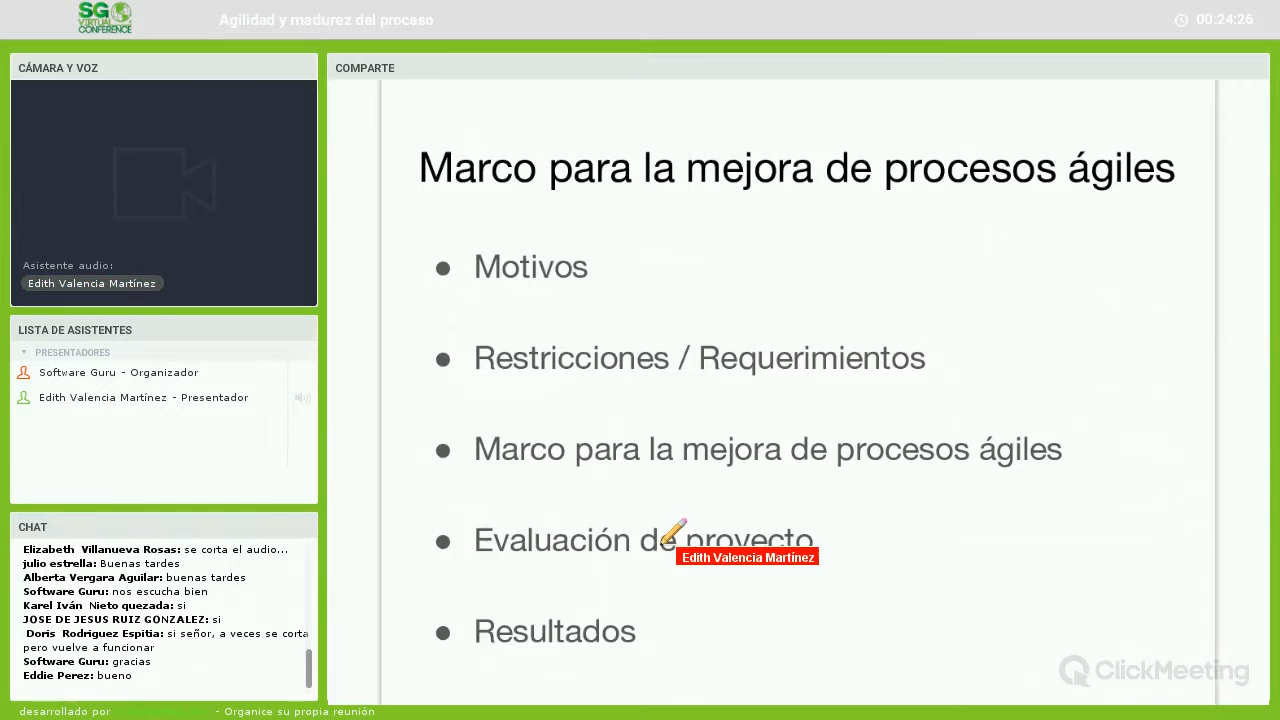 SG
VIRTUAL
CONFERENCE
Agilidad y madurez del proceso
00:24:26
CÁMARA Y VOZ
Asistente audio:
Edith Valencia Martínez
LISTA DE ASISTENTES
PRESENTADORES
Software Guru - Organizador
Edith Valencia Martínez - Presentador
CHAT
Elizabeth Villanueva Rosas: se corta el audio...
julio estrella: Buenas tardes
Alberta Vergara Aguilar: buenas tardes
Software Guru: nos escucha bien
Karel Iván Nieto quezada: si
JOSE DE JESUS RUIZ GONZALEZ: si
Doris Rodriguez Espitia: si señor, a veces se corta
pero vuelve a funcionar
Software Guru: gracias
Eddie Perez: bueno
COMPARTE
Marco para la mejora de procesos ágiles
● Motivos
● Restricciones / Requerimientos
● Marco para la mejora de procesos ágiles
● Evaluación de proyecto
Edith Valencia Martínez
● Resultados
ClickMeeting
desarrollado por
- Organice su propia reunión